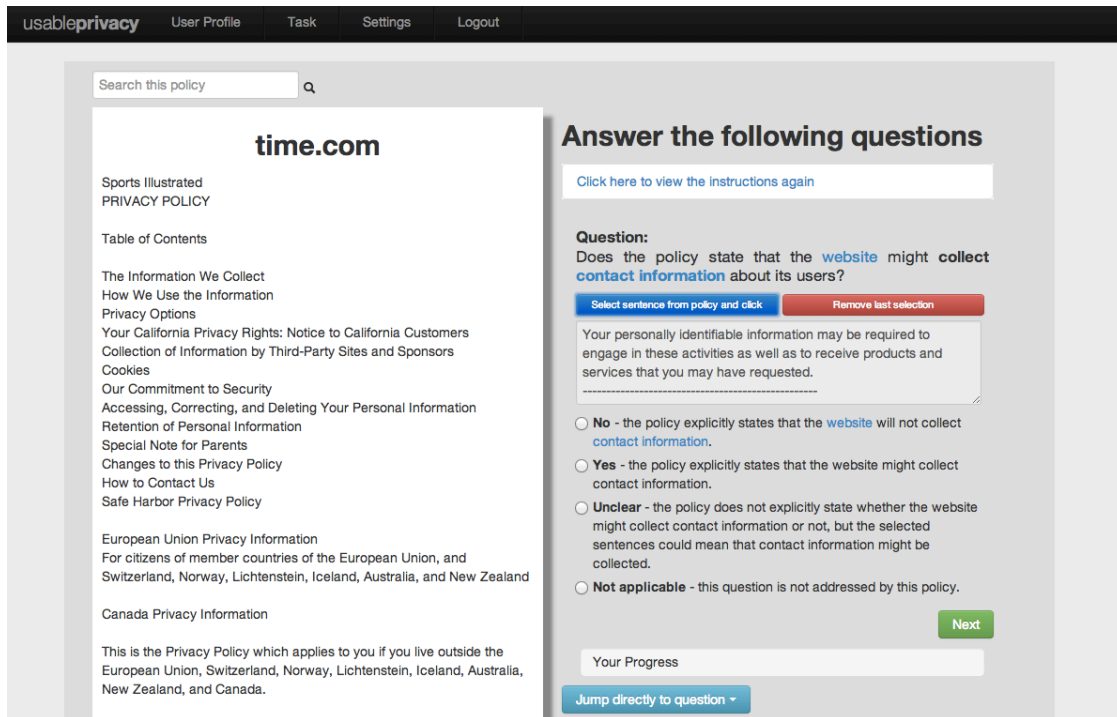 usableprivacy User Profile Task Settings Logout
Search this policy
time.com
Sports Illustrated
PRIVACY POLICY
Table of Contents
The Information We Collect
How We Use the Information
Privacy Options
Your California Privacy Rights: Notice to California Customers
Collection of Information by Third-Party Sites and Sponsors
Cookies
Our Commitment to Security
Accessing, Correcting, and Deleting Your Personal Information
Retention of Personal Information
Special Note for Parents
Changes to this Privacy Policy
How to Contact Us
Safe Harbor Privacy Policy
European Union Privacy Information
For citizens of member countries of the European Union, and
Switzerland, Norway, Lichtenstein, Iceland, Australia, and New Zealand
Canada Privacy Information
This is the Privacy Policy which applies to you if you live outside the
European Union, Switzerland, Norway, Lichtenstein, Iceland, Australia,
New Zealand, and Canada.
Answer the following questions
Click here to view the instructions again
Question:
Does the policy state that the website might collect
contact information about its users?
Select sentence from policy and click
Remove last selection
Your personally identifiable information may be required to
engage in these activities as well as to receive products and
services that you may have requested.
------------------------------------------------
No - the policy explicitly states that the website will not collect
contact information.
Yes - the policy explicitly states that the website might collect
contact information.
Unclear - the policy does not explicitly state whether the website
might collect contact information or not, but the selected
sentences could mean that contact information might be
collected.
Not applicable - this question is not addressed by this policy.
Next
Your Progress
Jump directly to question